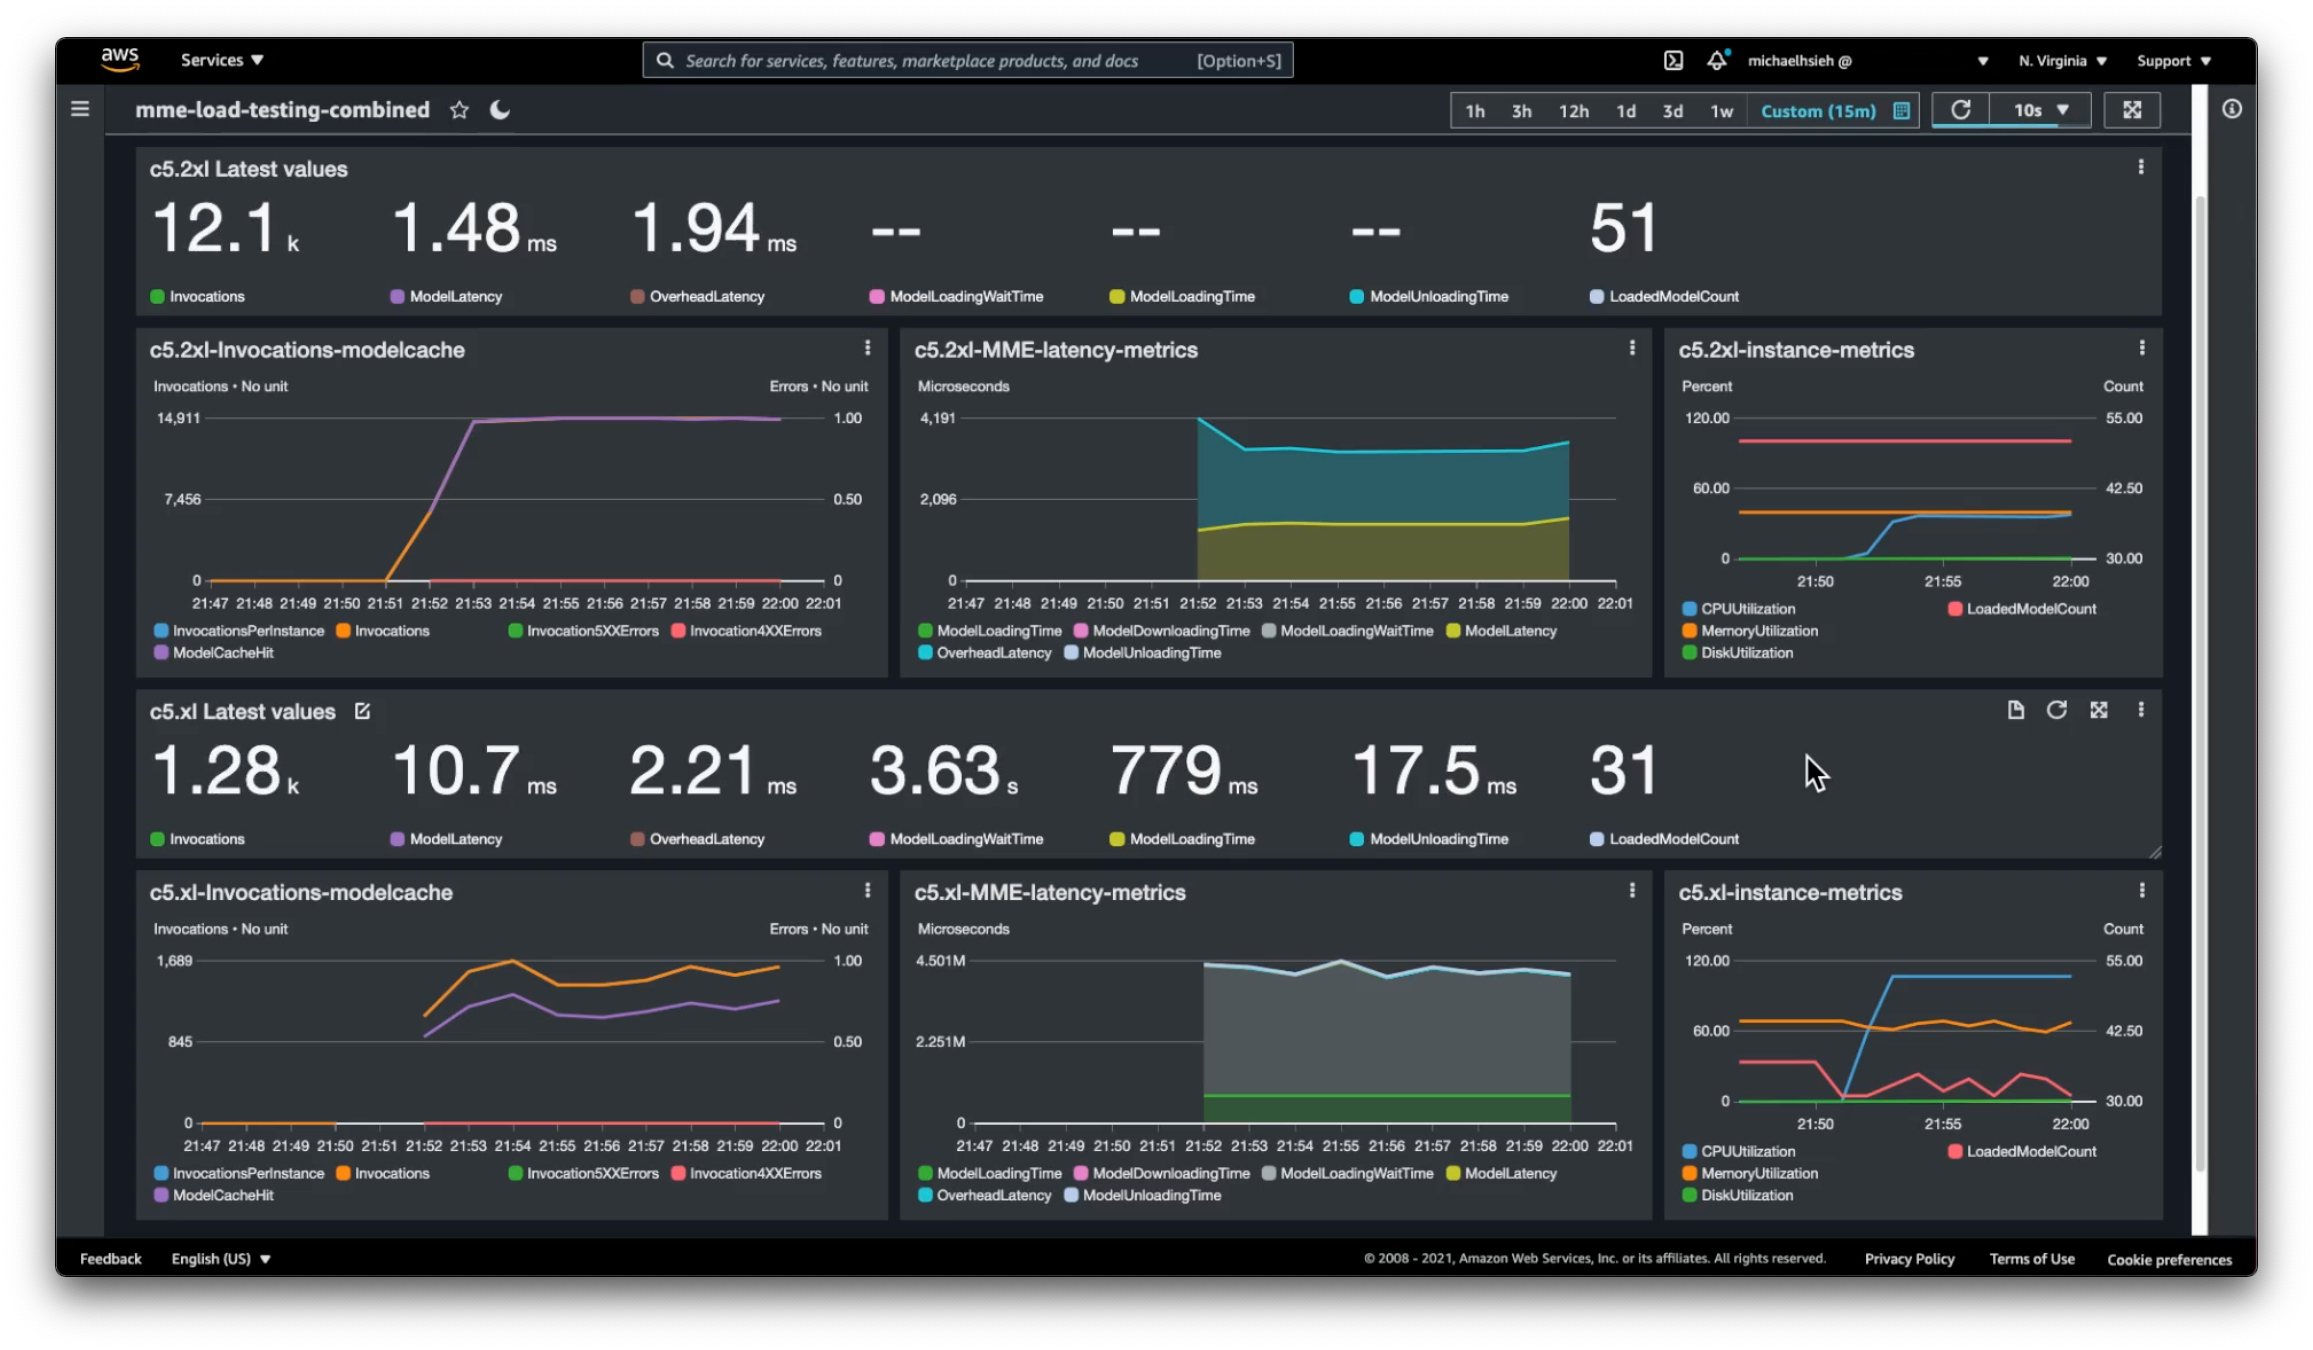 aws Services ▼ Search for services, features, marketplace products, and docs [Option+S] michaelhsieh @ ▼ N. Virginia ▼ Support ▼
mme-load-testing-combined 1h 3h 12h 1d 3d 1w Custom (15m) 10s ▼
c5.2xl Latest values
12.1 k 1.48 ms 1.94 ms -- -- -- 51
Invocations ModelLatency OverheadLatency ModelLoadingWaitTime ModelLoadingTime ModelUnloadingTime LoadedModelCount
c5.2xl-Invocations-modelcache
Invocations • No unit Errors • No unit
14,911 1.00
7,456 0.50
0 0
21:47 21:48 21:49 21:50 21:51 21:52 21:53 21:54 21:55 21:56 21:57 21:58 21:59 22:00 22:01
InvocationsPerInstance Invocations Invocation5XXErrors Invocation4XXErrors
ModelCacheHit
c5.2xl-MME-latency-metrics
Microseconds
4,191
2,096
0
21:47 21:48 21:49 21:50 21:51 21:52 21:53 21:54 21:55 21:56 21:57 21:58 21:59 22:00 22:01
ModelLoadingTime ModelDownloadingTime ModelLoadingWaitTime ModelLatency
OverheadLatency ModelUnloadingTime
c5.2xl-instance-metrics
Percent Count
120.00 55.00
60.00 42.50
0 30.00
21:50 21:55 22:00
CPUUtilization LoadedModelCount
MemoryUtilization
DiskUtilization
c5.xl Latest values
1.28 k 10.7 ms 2.21 ms 3.63 s 779 ms 17.5 ms 31
Invocations ModelLatency OverheadLatency ModelLoadingWaitTime ModelLoadingTime ModelUnloadingTime LoadedModelCount
c5.xl-Invocations-modelcache
Invocations • No unit Errors • No unit
1,689 1.00
845 0.50
0 0
21:47 21:48 21:49 21:50 21:51 21:52 21:53 21:54 21:55 21:56 21:57 21:58 21:59 22:00 22:01
InvocationsPerInstance Invocations Invocation5XXErrors Invocation4XXErrors
ModelCacheHit
c5.xl-MME-latency-metrics
Microseconds
4.501M
2.251M
0
21:47 21:48 21:49 21:50 21:51 21:52 21:53 21:54 21:55 21:56 21:57 21:58 21:59 22:00 22:01
ModelLoadingTime ModelDownloadingTime ModelLoadingWaitTime ModelLatency
OverheadLatency ModelUnloadingTime
c5.xl-instance-metrics
Percent Count
120.00 55.00
60.00 42.50
0 30.00
21:50 21:55 22:00
CPUUtilization LoadedModelCount
MemoryUtilization
DiskUtilization
Feedback English (US) ▼ © 2008 - 2021, Amazon Web Services, Inc. or its affiliates. All rights reserved. Privacy Policy Terms of Use Cookie preferences